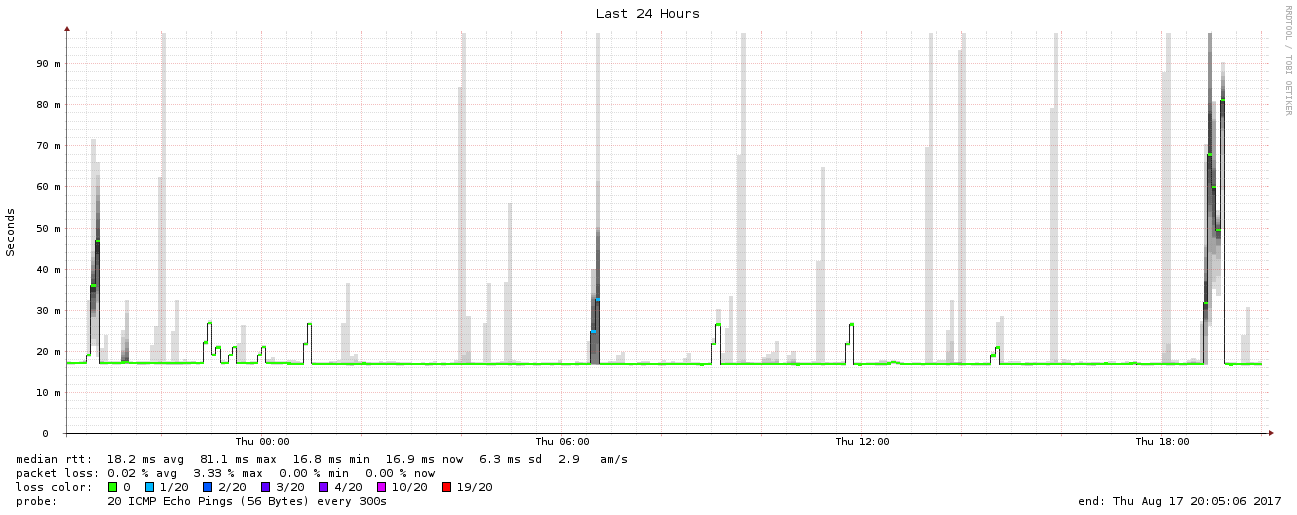 Last 24 Hours
RRDTOOL / TOBI OETIKER
Seconds
90 m
80 m
70 m
60 m
50 m
40 m
30 m
20 m
10 m
0
Thu 00:00 Thu 06:00 Thu 12:00 Thu 18:00
median rtt: 18.2 ms avg 81.1 ms max 16.8 ms min 16.9 ms now 6.3 ms sd 2.9 am/s
packet loss: 0.02 % avg 3.33 % max 0.00 % min 0.00 % now
loss color: 0 1/20 2/20 3/20 4/20 10/20 19/20
probe: 20 ICMP Echo Pings (56 Bytes) every 300s end: Thu Aug 17 20:05:06 2017